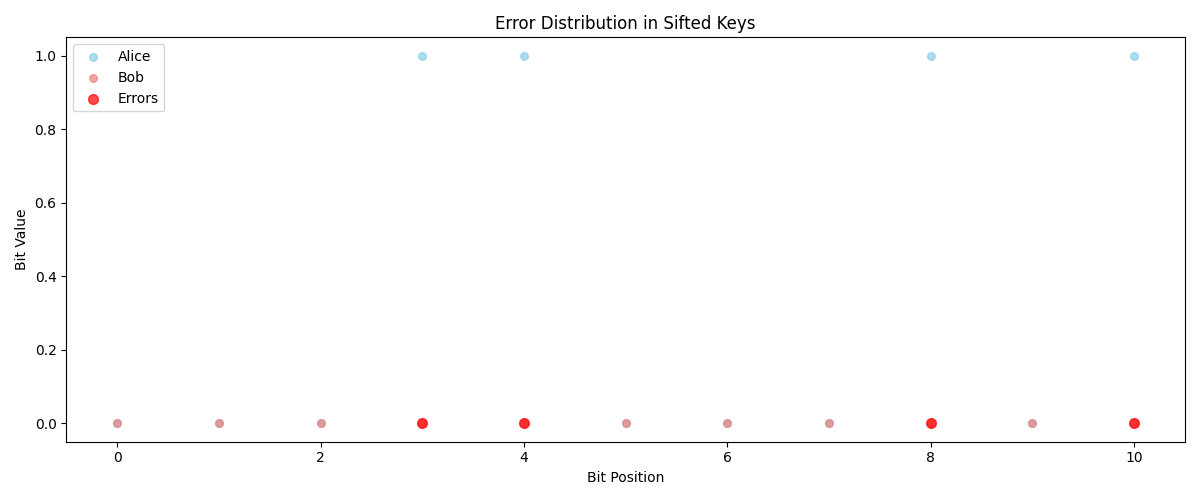 Error Distribution in Sifted Keys
Alice
Bob
Errors
Bit Value
1.0
0.8
0.6
0.4
0.2
0.0
0 2 4 6 8 10
Bit Position